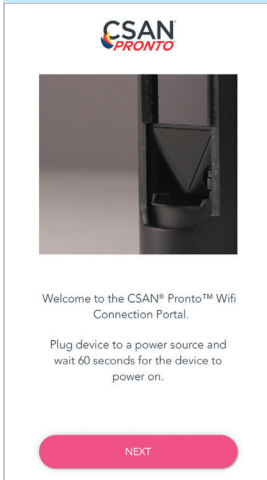 CSAN®
PRONTO™
Welcome to the CSAN® Pronto™ Wifi
Connection Portal.
Plug device to a power source and
wait 60 seconds for the device to
power on.
NEXT